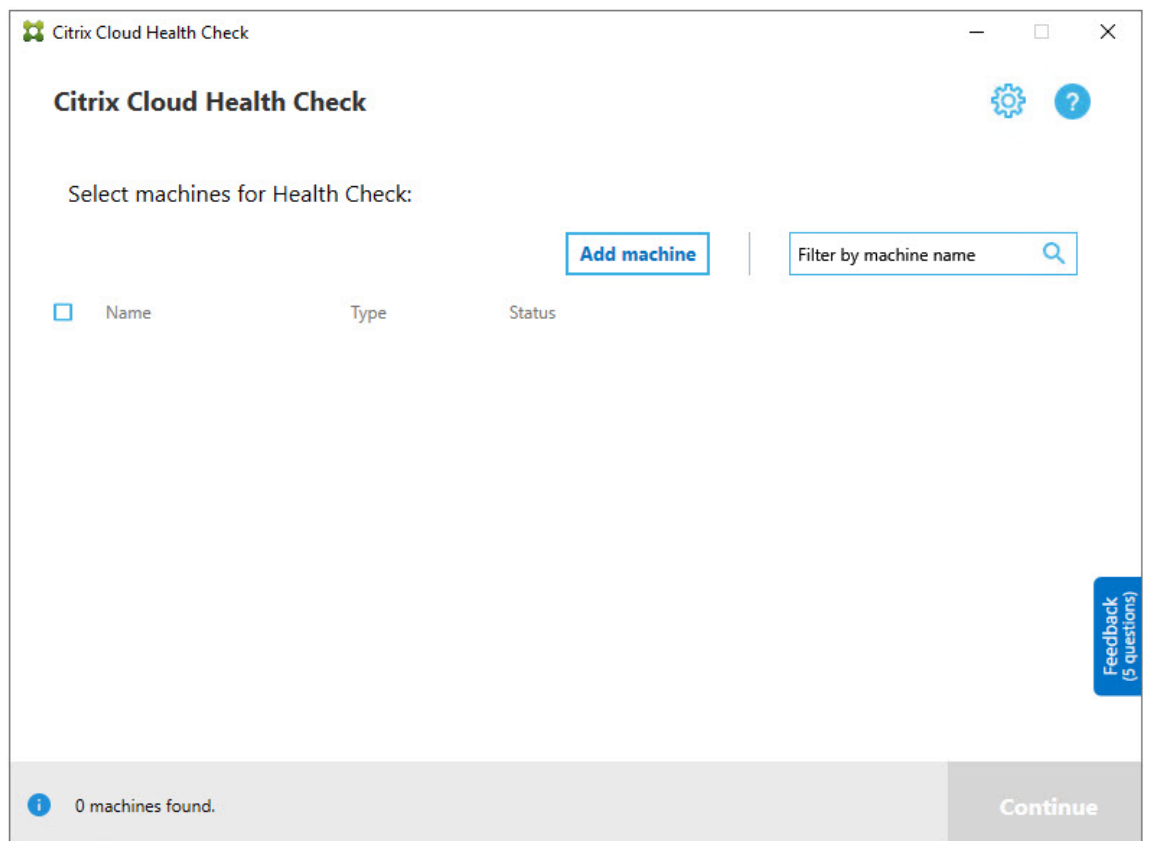 Citrix Cloud Health Check
Citrix Cloud Health Check
?
Select machines for Health Check:
Add machine
Filter by machine name
Name Type Status
Feedback
(5 questions)
i
0 machines found.
Continue